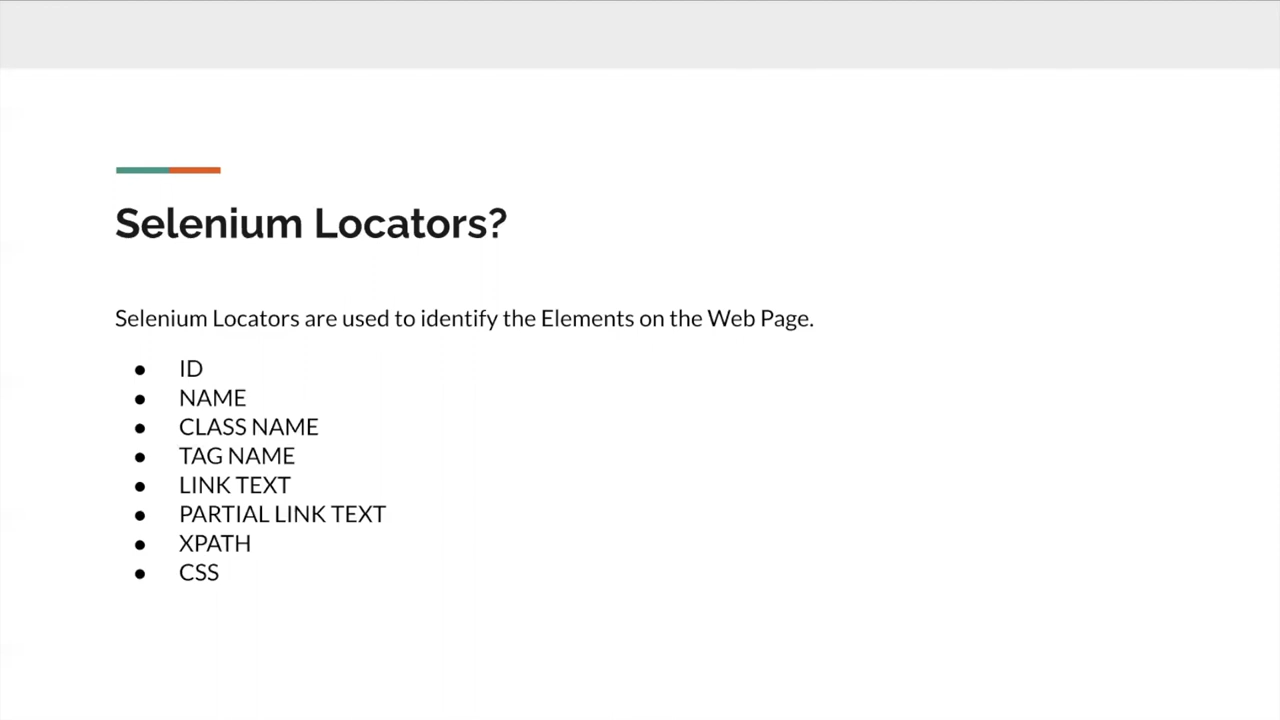 Selenium Locators?
Selenium Locators are used to identify the Elements on the Web Page.
● ID
● NAME
● CLASS NAME
● TAG NAME
● LINK TEXT
● PARTIAL LINK TEXT
● XPATH
● CSS